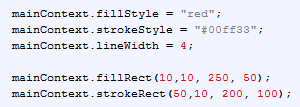 mainContext.fillStyle = "red";
mainContext.strokeStyle = "#00ff33";
mainContext.lineWidth = 4;
mainContext.fillRect(10,10, 250, 50);
mainContext.strokeRect(50,10, 200, 100);